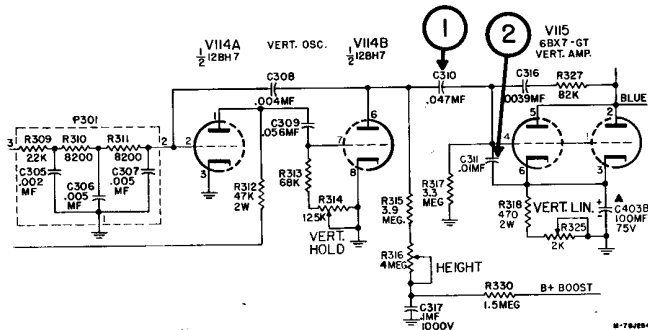 1
2
V114A
1/2 12BH7
VERT. OSC.
V114B
1/2 12BH7
V115
6BX7-GT
VERT. AMP.
C308
.004MF
C310
.047MF
C316
.0039MF
R327
82K
BLUE
P301
R309
22K
R310
8200
R311
8200
C305
.002
MF
C306
.005
MF
C307
.005
MF
3
2
2
1
3
1
C309
.056MF
R313
68K
R312
47K
2W
R314
125K
VERT.
HOLD
6
7
8
R315
3.9
MEG.
R316
4MEG
HEIGHT
C317
.1MF
1000V
R330
1.5MEG
B+ BOOST
R317
3.3
MEG
C311
.01MF
4
5
6
2
1
3
R318
470
2W
VERT. LIN.
R325
2K
C403B
100MF
75V